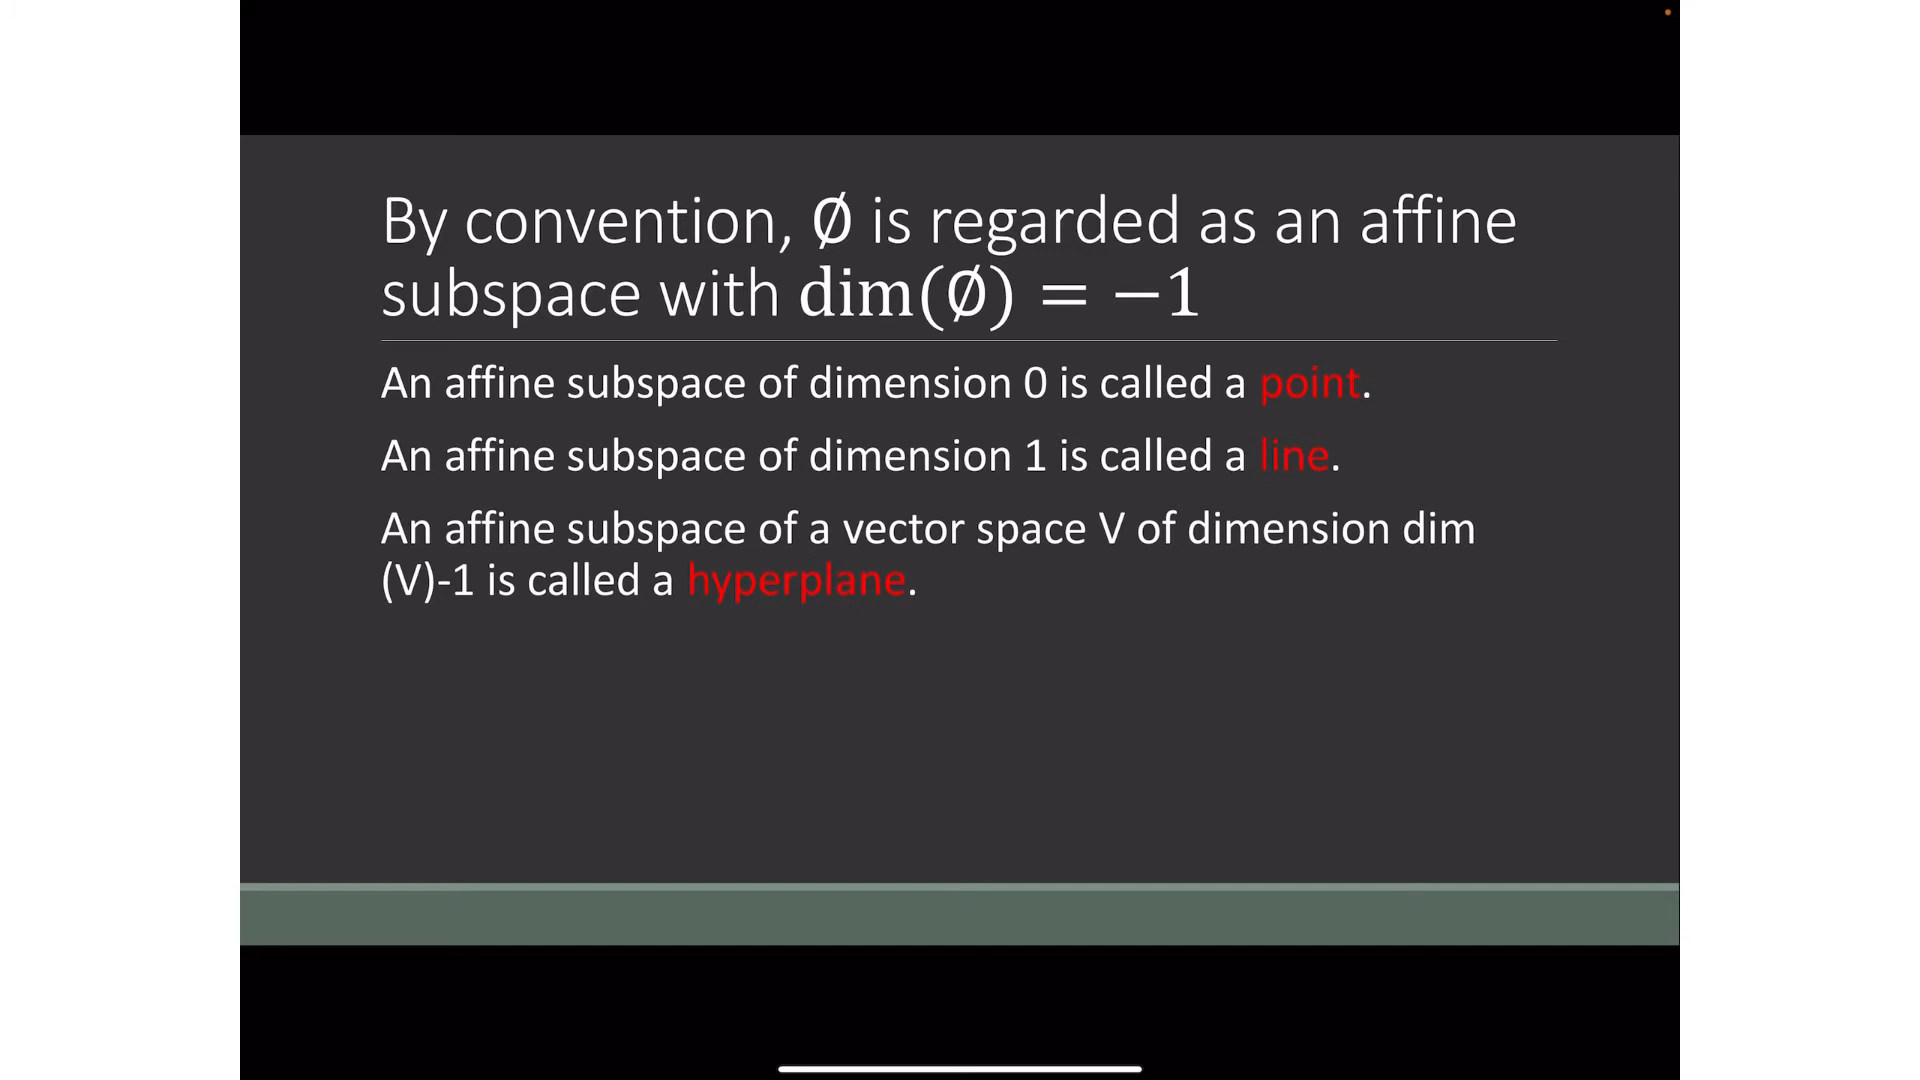 By convention, ∅ is regarded as an affine
subspace with dim(∅) = −1
An affine subspace of dimension 0 is called a point.
An affine subspace of dimension 1 is called a line.
An affine subspace of a vector space V of dimension dim
(V)-1 is called a hyperplane.